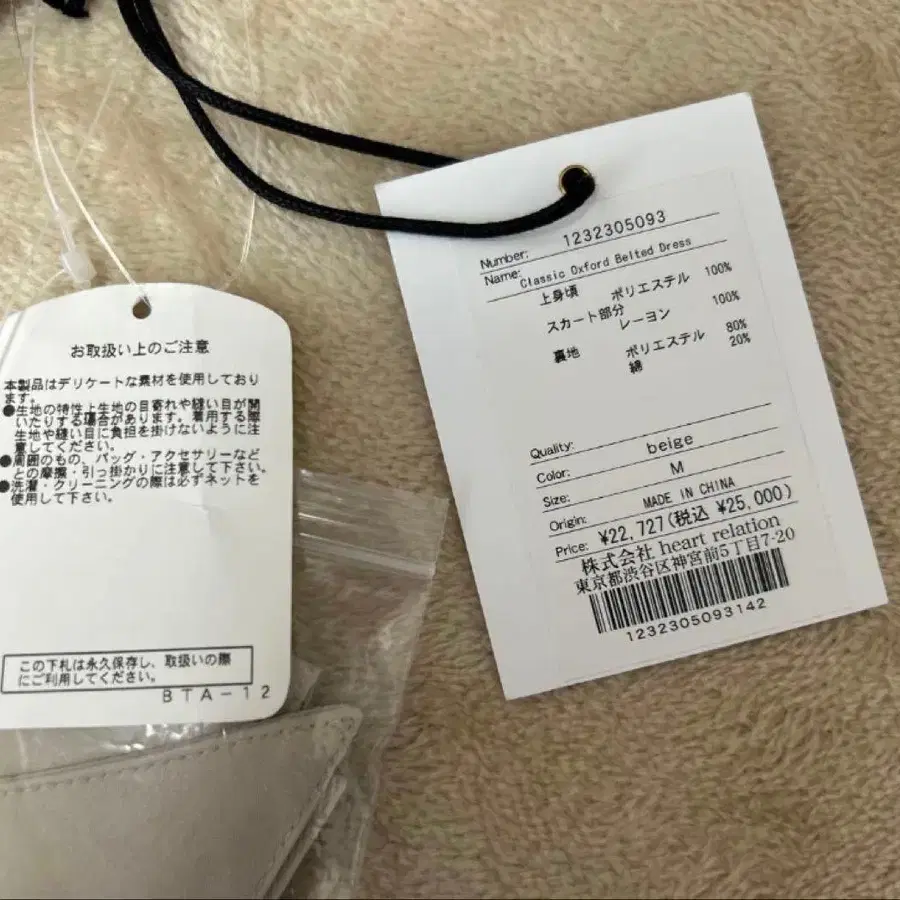 お取扱い上のご注意
本製品はデリケートな素材を使用しており
ます。
●生地の特性上生地の目寄れや縫い目が開
いたりする場合があります。着用する際
生地や縫い目に負担を掛けないように注
意してください。
●周囲のもの、バッグ・アクセサリーなど
との摩擦・引っ掛かりに注意して下さい。
●洗濯・クリーニングの際は必ずネットを
使用して下さい。
この下札は永久保存し、取扱いの際
にご利用してください。
BTA-12
Number: 1232305093
Name: Classic Oxford Belted Dress
上身頃 ポリエステル 100%
スカート部分
レーヨン 100%
裏地 ポリエステル 80%
綿 20%
Quality:
Color: beige
Size: M
Origin: MADE IN CHINA
Price: ¥22,727(税込 ¥25,000)
株式会社 heart relation
東京都渋谷区神宮前5丁目7-20
1232305093142